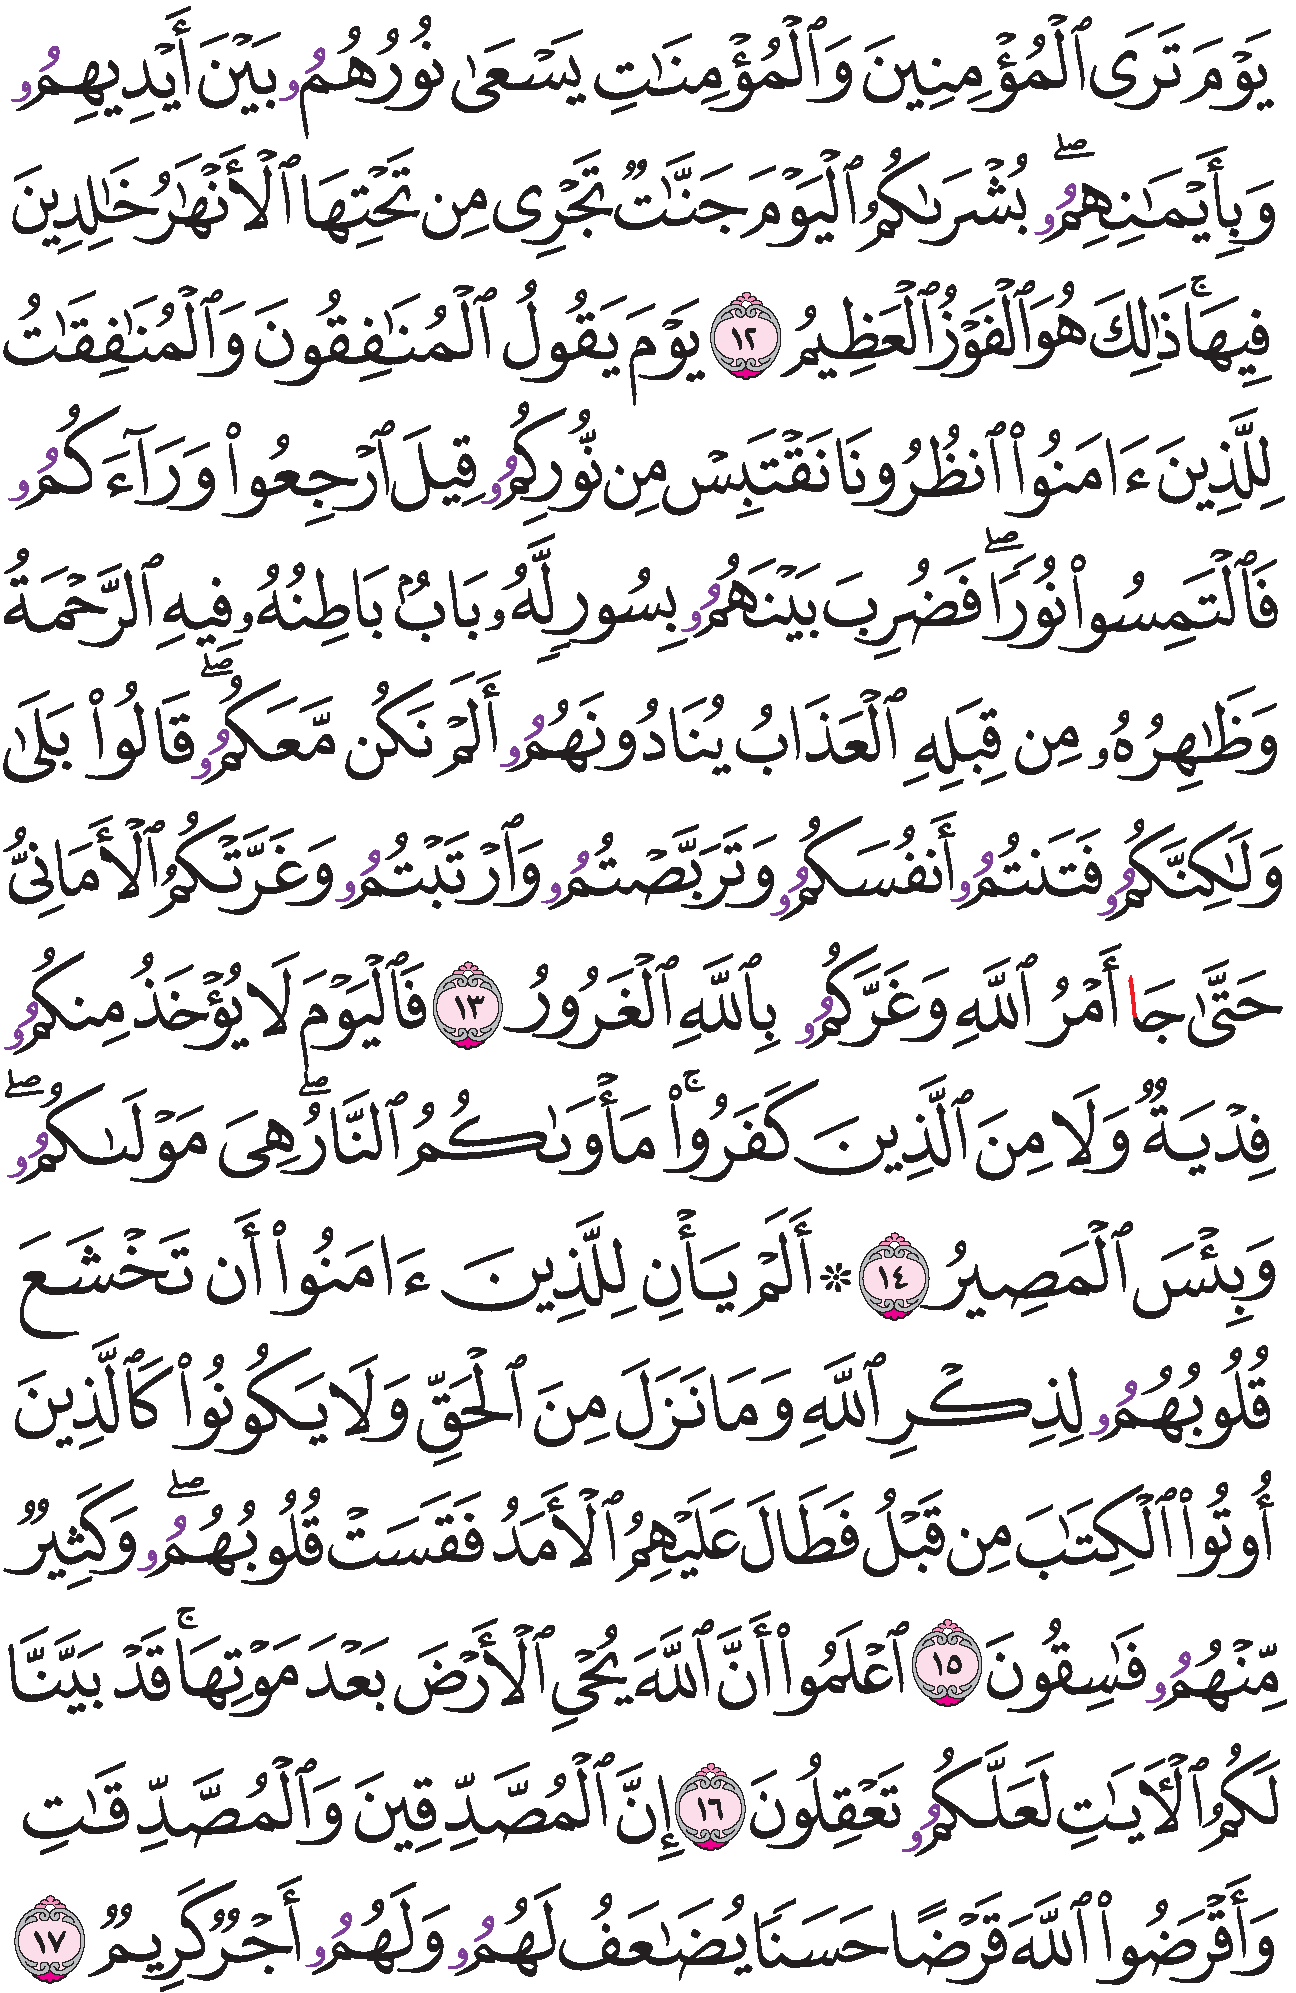 يَوۡمَ تَرَى ٱلۡمُؤۡمِنِينَ وَٱلۡمُؤۡمِنَٰتِ يَسۡعَىٰ نُورُهُمُۥ بَيۡنَ أَيۡدِيهِمُۥ
وَبِأَيۡمَٰنِهِمُۥۖ بُشۡرَىٰكُمُ ٱلۡيَوۡمَ جَنَّٰتٞ تَجۡرِي مِن تَحۡتِهَا ٱلۡأَنۡهَٰرُ خَٰلِدِينَ
فِيهَاۚ ذَٰلِكَ هُوَ ٱلۡفَوۡزُ ٱلۡعَظِيمُ ١٢ يَوۡمَ يَقُولُ ٱلۡمُنَٰفِقُونَ وَٱلۡمُنَٰفِقَٰتُ
لِلَّذِينَ ءَامَنُواْ ٱنظُرُونَا نَقۡتَبِسۡ مِن نُّورِكُمُۥ قِيلَ ٱرۡجِعُواْ وَرَآءَكُمُۥ
فَٱلۡتَمِسُواْ نُورٗاۖ فَضُرِبَ بَيۡنَهُمُۥ بِسُورٖ لَّهُۥ بَابُۢ بَاطِنُهُۥ فِيهِ ٱلرَّحۡمَةُ
وَظَٰهِرُهُۥ مِن قِبَلِهِ ٱلۡعَذَابُ يُنَادُونَهُمُۥ أَلَمۡ نَكُن مَّعَكُمُۥۖ قَالُواْ بَلَىٰ
وَلَٰكِنَّكُمُۥ فَتَنتُمُۥ أَنفُسَكُمُۥ وَتَرَبَّصۡتُمُۥ وَٱرۡتَبۡتُمُۥ وَغَرَّتۡكُمُ ٱلۡأَمَانِيُّ
حَتَّىٰ جَا أَمۡرُ ٱللَّهِ وَغَرَّكُمُۥ بِٱللَّهِ ٱلۡغَرُورُ ١٣ فَٱلۡيَوۡمَ لَا يُؤۡخَذُ مِنكُمُۥ
فِدۡيَةٞ وَلَا مِنَ ٱلَّذِينَ كَفَرُواْۚ مَأۡوَىٰكُمُ ٱلنَّارُۖ هِيَ مَوۡلَىٰكُمُۥۖ
وَبِئۡسَ ٱلۡمَصِيرُ ١٤ ۞ أَلَمۡ يَأۡنِ لِلَّذِينَ ءَامَنُواْ أَن تَخۡشَعَ
قُلُوبُهُمُۥ لِذِكۡرِ ٱللَّهِ وَمَا نَزَلَ مِنَ ٱلۡحَقِّ وَلَا يَكُونُواْ كَٱلَّذِينَ
أُوتُواْ ٱلۡكِتَٰبَ مِن قَبۡلُ فَطَالَ عَلَيۡهِمُ ٱلۡأَمَدُ فَقَسَتۡ قُلُوبُهُمُۥۖ وَكَثِيرٞ
مِّنۡهُمُۥ فَٰسِقُونَ ١٥ ٱعۡلَمُواْ أَنَّ ٱللَّهَ يُحۡيِ ٱلۡأَرۡضَ بَعۡدَ مَوۡتِهَاۚ قَدۡ بَيَّنَّا
لَكُمُ ٱلۡأٓيَٰتِ لَعَلَّكُمُۥ تَعۡقِلُونَ ١٦ إِنَّ ٱلۡمُصَدِّقِينَ وَٱلۡمُصَدِّقَٰتِ
وَأَقۡرَضُواْ ٱللَّهَ قَرۡضًا حَسَنٗا يُضَٰعَفُ لَهُمُۥ وَلَهُمُۥ أَجۡرٞ كَرِيمٞ ١٧